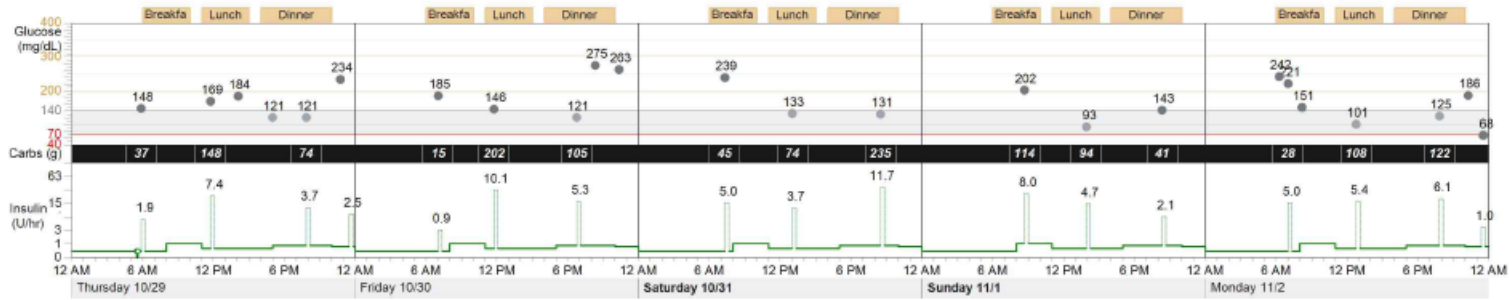 Breakfa Lunch Dinner Breakfa Lunch Dinner Breakfa Lunch Dinner Breakfa Lunch Dinner Breakfa Lunch Dinner
400
Glucose
(mg/dL)
300
200
140
70
40
148 169 184 121 121 234 185 146 121 275 263 239 133 131 202 93 143 242 221 151 101 125 186 68
Carbs (g) 37 148 74 15 202 105 45 74 235 114 94 41 28 108 122
63
15
Insulin
(U/hr)
3
1
0
1.9 7.4 3.7 2.5 0.9 10.1 5.3 5.0 3.7 11.7 8.0 4.7 2.1 5.0 5.4 6.1 1.0
12 AM 6 AM 12 PM 6 PM 12 AM 6 AM 12 PM 6 PM 12 AM 6 AM 12 PM 6 PM 12 AM 6 AM 12 PM 6 PM 12 AM 6 AM 12 PM 6 PM 12 AM
Thursday 10/29 Friday 10/30 Saturday 10/31 Sunday 11/1 Monday 11/2